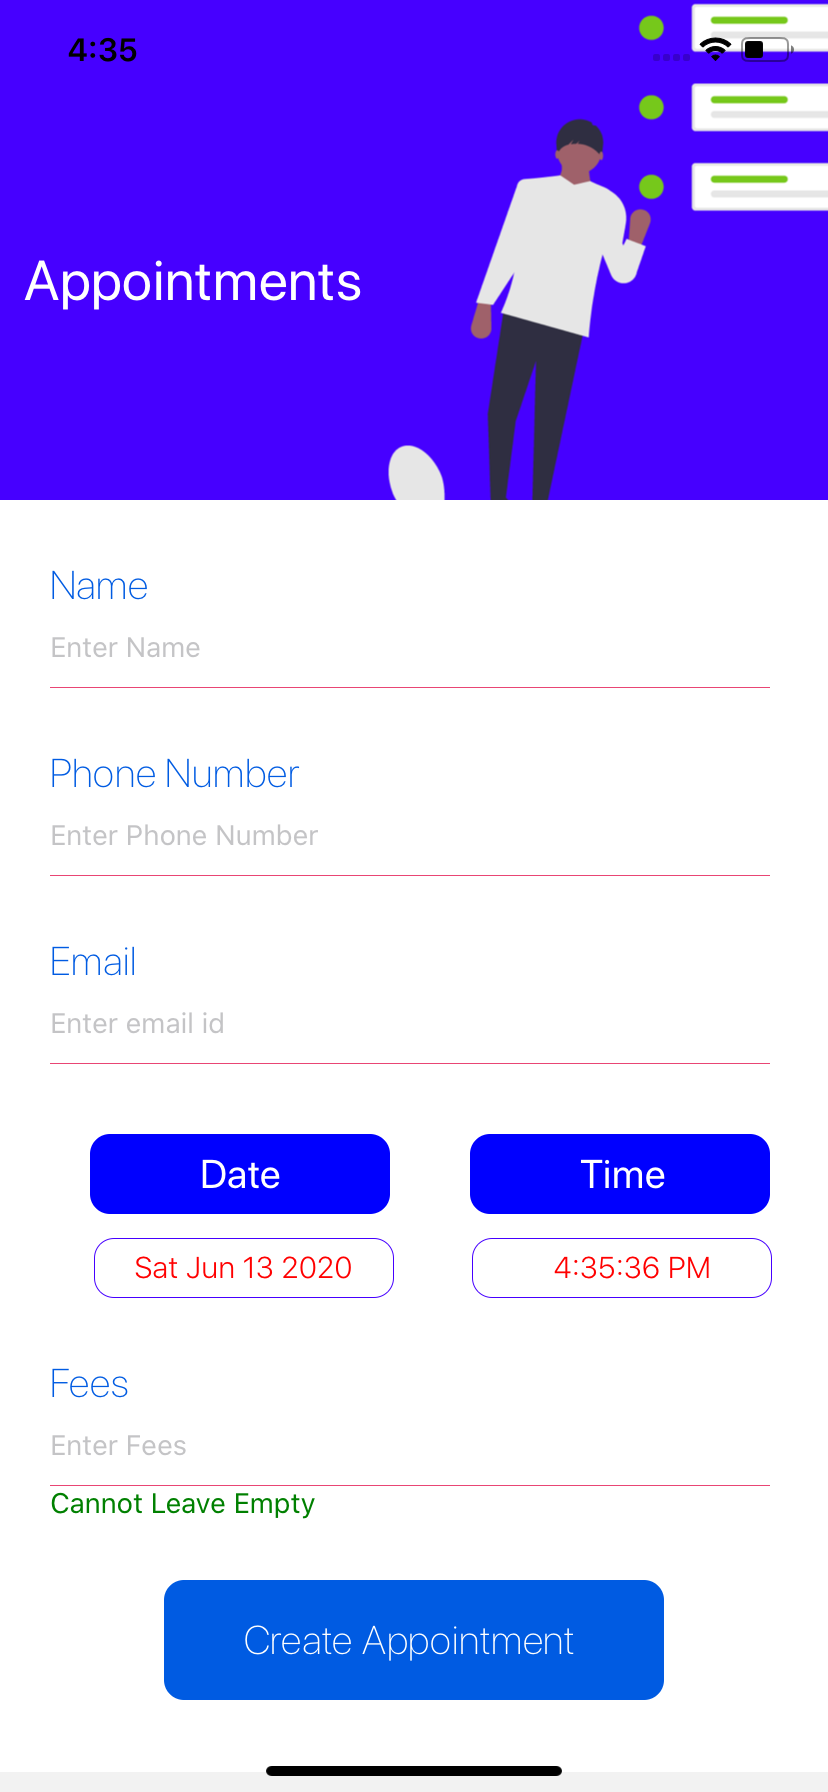 4:35
Appointments
Name
Enter Name
Phone Number
Enter Phone Number
Email
Enter email id
Date
Time
Sat Jun 13 2020
4:35:36 PM
Fees
Enter Fees
Cannot Leave Empty
Create Appointment